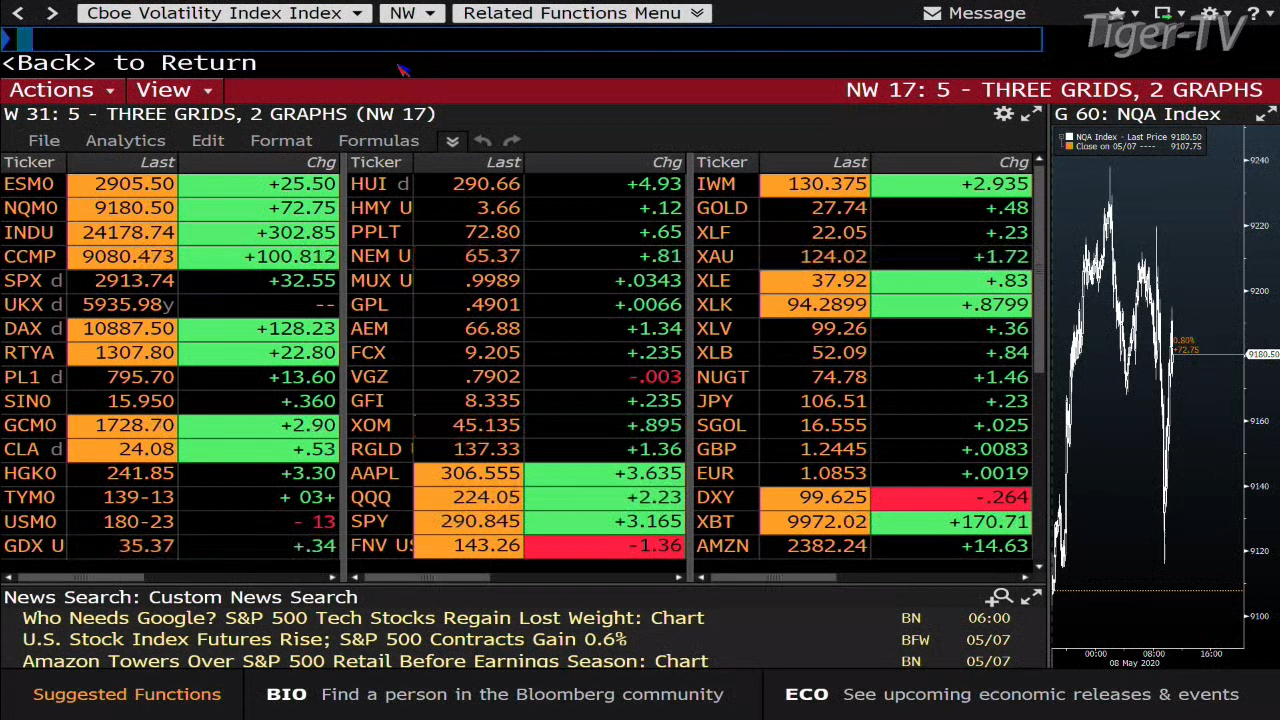 Cboe Volatility Index Index NW Related Functions Menu Message ?
Tiger-TV
<Back> to Return
Actions View NW 17: 5 - THREE GRIDS, 2 GRAPHS
W 31: 5 - THREE GRIDS, 2 GRAPHS (NW 17) G 60: NQA Index
File Analytics Edit Format Formulas
NQA Index - Last Price 9180.50
Close on 05/07 ---- 9107.75
Ticker Last Chg Ticker Last Chg Ticker Last Chg
ESM0 2905.50 +25.50 HUI d 290.66 +4.93 IWM 130.375 +2.935
NQM0 9180.50 +72.75 HMY U 3.66 +.12 GOLD 27.74 +.48
INDU 24178.74 +302.85 PPLT 72.80 +.65 XLF 22.05 +.23
CCMP 9080.473 +100.812 NEM U 65.37 +.81 XAU 124.02 +1.72
SPX d 2913.74 +32.55 MUX U .9989 +.0343 XLE 37.92 +.83
UKX d 5935.98y -- GPL .4901 +.0066 XLK 94.2899 +.8799
DAX d 10887.50 +128.23 AEM 66.88 +1.34 XLV 99.26 +.36
RTYA 1307.80 +22.80 FCX 9.205 +.235 XLB 52.09 +.84
PL1 d 795.70 +13.60 VGZ .7902 -.003 NUGT 74.78 +1.46
SIN0 15.950 +.360 GFI 8.335 +.235 JPY 106.51 +.23
GCM0 1728.70 +2.90 XOM 45.135 +.895 SGOL 16.555 +.025
CLA d 24.08 +.53 RGLD 137.33 +1.36 GBP 1.2445 +.0083
HGK0 241.85 +3.30 AAPL 306.555 +3.635 EUR 1.0853 +.0019
TYM0 139-13 + 03+ QQQ 224.05 +2.23 DXY 99.625 -.264
USM0 180-23 - 13 SPY 290.845 +3.165 XBT 9972.02 +170.71
GDX U 35.37 +.34 FNV US 143.26 -1.36 AMZN 2382.24 +14.63
9240
9220
9200
0.80%
+72.75
9180.50
9160
9140
9120
9100
00:00 08:00 16:00
08 May 2020
News Search: Custom News Search
Who Needs Google? S&P 500 Tech Stocks Regain Lost Weight: Chart BN 06:00
U.S. Stock Index Futures Rise; S&P 500 Contracts Gain 0.6% BFW 05/07
Amazon Towers Over S&P 500 Retail Before Earnings Season: Chart BN 05/07
Suggested Functions BIO Find a person in the Bloomberg community ECO See upcoming economic releases & events